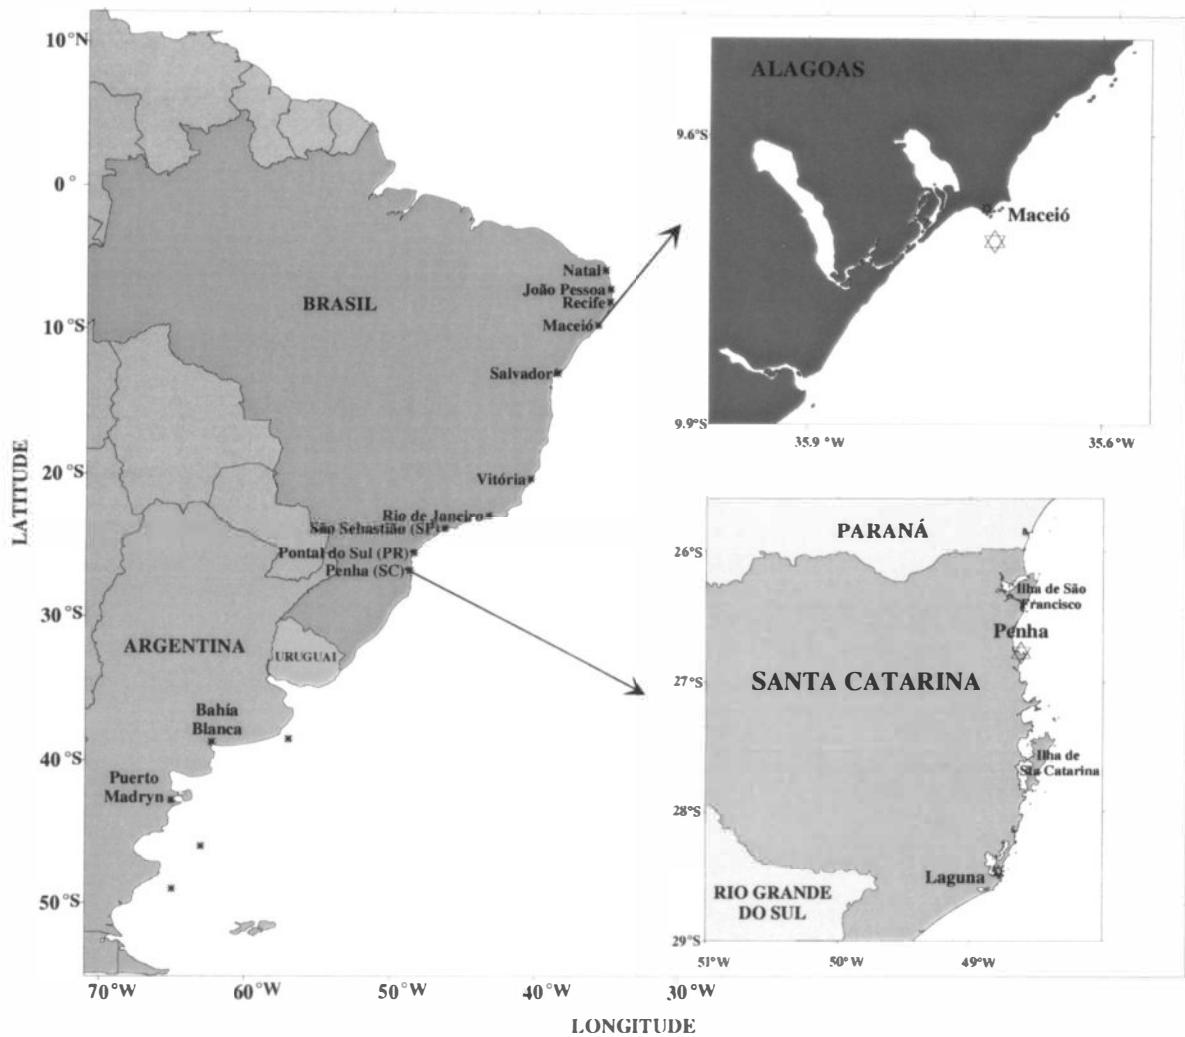 10°N
0°
10°S
20°S
30°S
40°S
50°S
LATITUDE
70°W
60°W
50°W
40°W
30°W
LONGITUDE
BRASIL
Natal
João Pessoa
Recife
Maceió
Salvador
Vitória
Rio de Janeiro
São Sebastião (SP)
Pontal do Sul (PR)
Penha (SC)
ARGENTINA
URUGUAI
Bahía
Blanca
Puerto
Madryn
ALAGOAS
9.6°S
Maceió
9.9°S
35.9 °W
35.6°W
PARANÁ
26°S
Ilha de São
Francisco
Penha
27°S
SANTA CATARINA
Ilha de
Sta Catarina
28°S
Laguna
RIO GRANDE
DO SUL
29°S
51°W
50°W
49°W